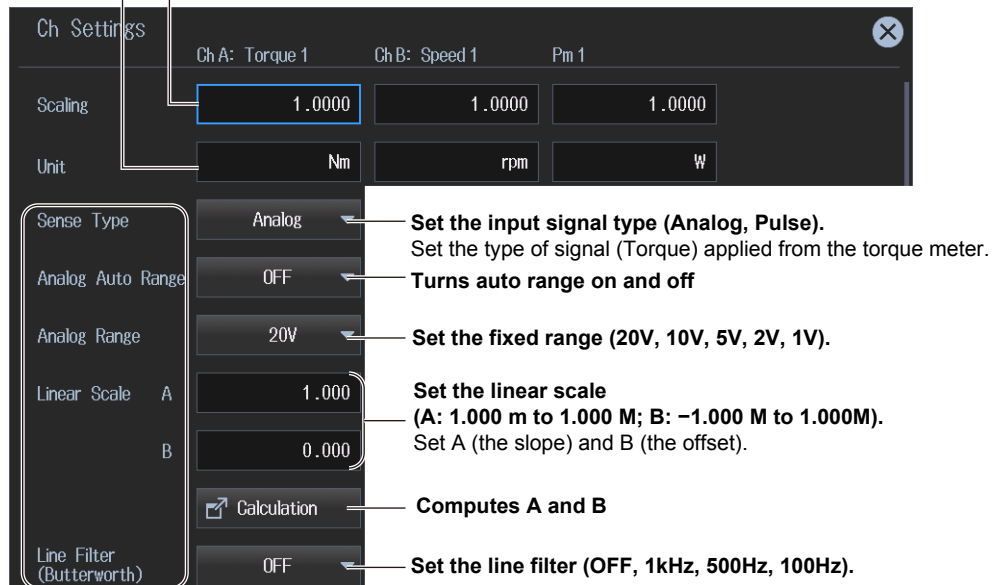 Ch Settings
Ch A: Torque 1 Ch B: Speed 1 Pm 1
Scaling 1.0000 1.0000 1.0000
Unit Nm rpm W
Sense Type Analog Set the input signal type (Analog, Pulse).
Set the type of signal (Torque) applied from the torque meter.
Analog Auto Range OFF Turns auto range on and off
Analog Range 20V Set the fixed range (20V, 10V, 5V, 2V, 1V).
Linear Scale A 1.000 Set the linear scale
(A: 1.000 m to 1.000 M; B: −1.000 M to 1.000M).
Set A (the slope) and B (the offset).
B 0.000
Calculation Computes A and B
Line Filter
(Butterworth) OFF Set the line filter (OFF, 1kHz, 500Hz, 100Hz).